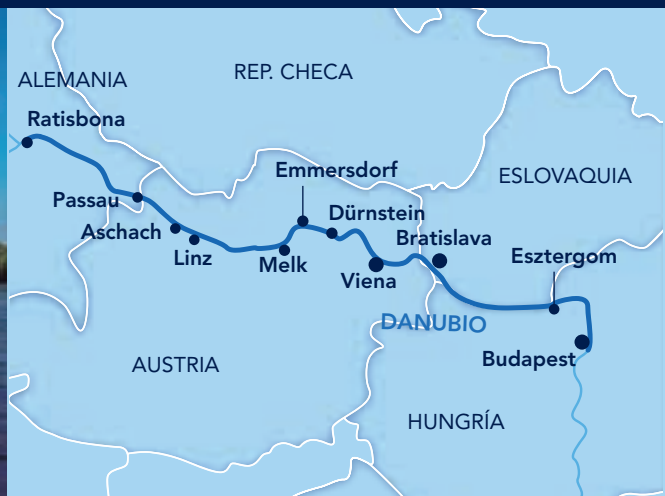 REP. CHECA
ALEMANIA
Ratisbona
Emmersdorf
ESLOVAQUIA
Passau
Dürnstein
Aschach
Bratislava
Linz
Melk
Esztergom
Viena
DANUBIO
Budapest
AUSTRIA
HUNGRÍA